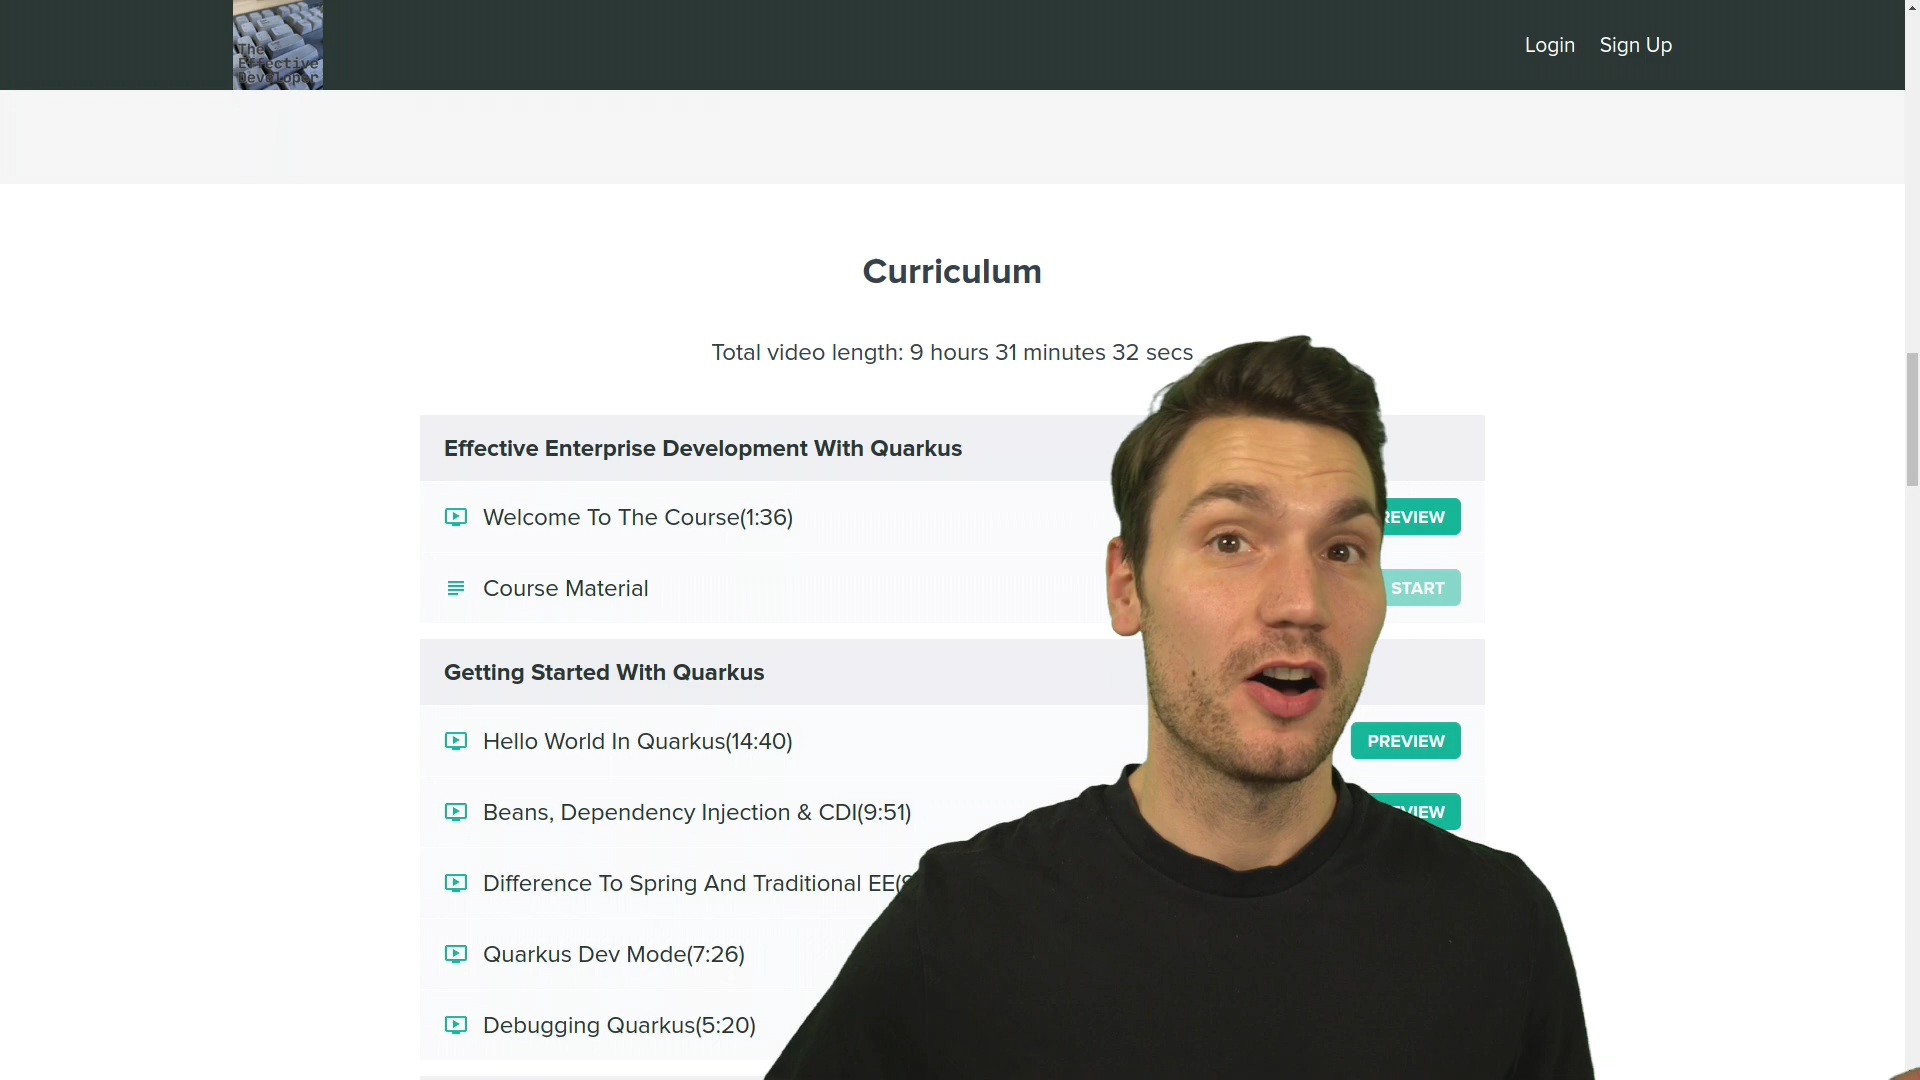 The
Effective
Developer
Login
Sign Up
Curriculum
Total video length: 9 hours 31 minutes 32 secs
Effective Enterprise Development With Quarkus
Welcome To The Course(1:36)
REVIEW
Course Material
START
Getting Started With Quarkus
Hello World In Quarkus(14:40)
PREVIEW
Beans, Dependency Injection & CDI(9:51)
VIEW
Difference To Spring And Traditional EE(
Quarkus Dev Mode(7:26)
Debugging Quarkus(5:20)